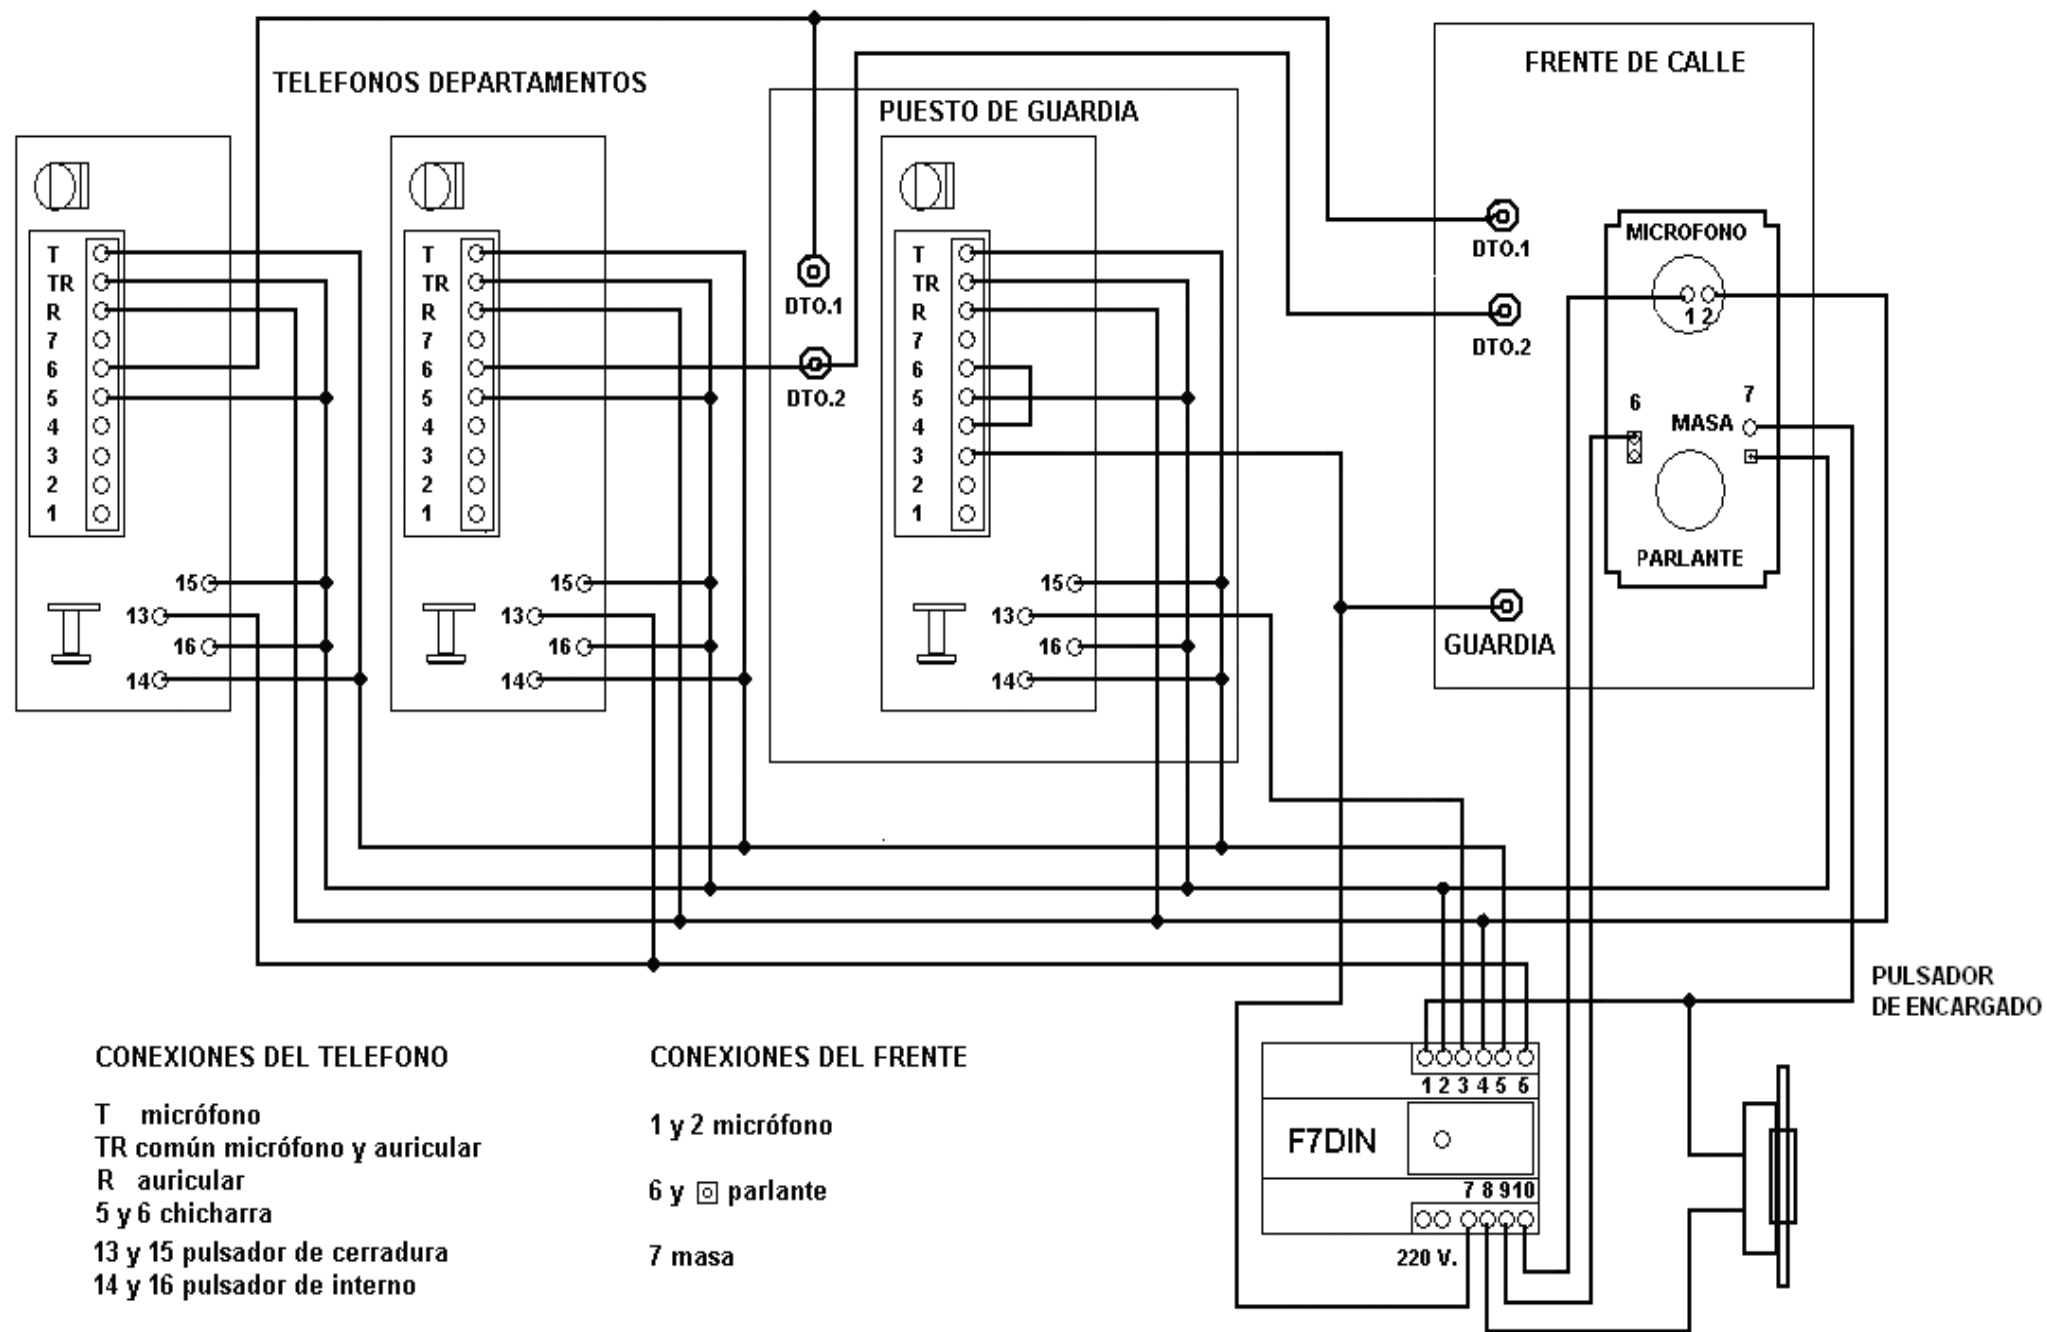 TELEFONOS DEPARTAMENTOS
PUESTO DE GUARDIA
FRENTE DE CALLE
T
TR
R
7
6
5
4
3
2
1
15
13
16
14
T
TR
R
7
6
5
4
3
2
1
15
13
16
14
DTO.1
DTO.2
T
TR
R
7
6
5
4
3
2
1
15
13
16
14
DTO.1
DTO.2
GUARDIA
MICROFONO
1 2
6
7
MASA
PARLANTE
PULSADOR
DE ENCARGADO
1 2 3 4 5 6
F7DIN
7 8 9 10
220 V.
CONEXIONES DEL TELEFONO
T micrófono
TR común micrófono y auricular
R auricular
5 y 6 chicharra
13 y 15 pulsador de cerradura
14 y 16 pulsador de interno
CONEXIONES DEL FRENTE
1 y 2 micrófono
6 y parlante
7 masa